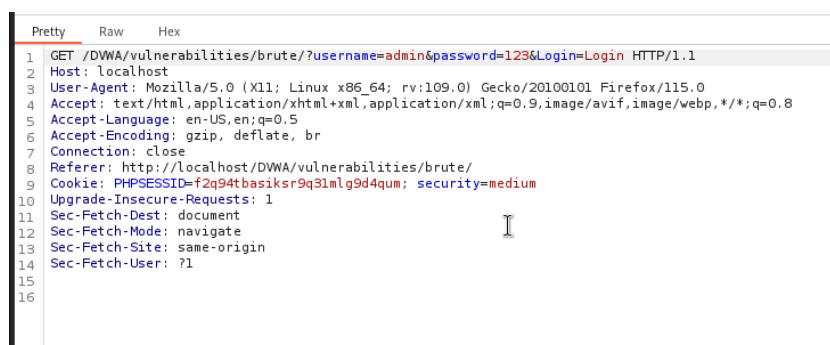 Pretty Raw Hex
1 GET /DVWA/vulnerabilities/brute/?username=admin&password=123&Login=Login HTTP/1.1
2 Host: localhost
3 User-Agent: Mozilla/5.0 (X11; Linux x86_64; rv:109.0) Gecko/20100101 Firefox/115.0
4 Accept: text/html,application/xhtml+xml,application/xml;q=0.9,image/avif,image/webp,*/*;q=0.8
5 Accept-Language: en-US,en;q=0.5
6 Accept-Encoding: gzip, deflate, br
7 Connection: close
8 Referer: http://localhost/DVWA/vulnerabilities/brute/
9 Cookie: PHPSESSID=f2q94tbasiksr9q31mlg9d4qum; security=medium
10 Upgrade-Insecure-Requests: 1
11 Sec-Fetch-Dest: document
12 Sec-Fetch-Mode: navigate
13 Sec-Fetch-Site: same-origin
14 Sec-Fetch-User: ?1
15
16